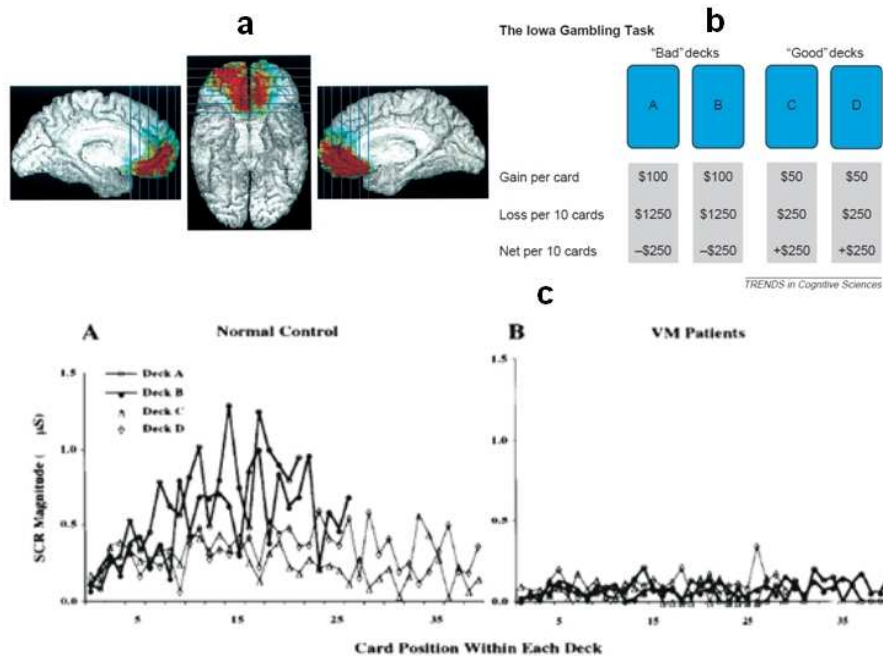 a
b
The Iowa Gambling Task
"Bad" decks
"Good" decks
A
B
C
D
Gain per card $100 $100 $50 $50
Loss per 10 cards $1250 $1250 $250 $250
Net per 10 cards –$250 –$250 +$250 +$250
TRENDS in Cognitive Sciences
c
A Normal Control
B VM Patients
1.5
Deck A
Deck B
Deck C
Deck D
1.0
0.5
0.0
SCR Magnitude ( μS)
5 15 25 35
1.5
1.0
0.5
0.0
5 15 25 35
Card Position Within Each Deck